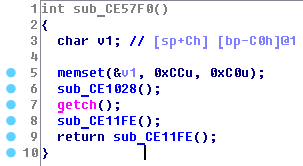 1 int sub_CE57F0()
2 {
3 char v1; // [sp+Ch] [bp-C0h]@1
4
5 memset(&v1, 0xCCu, 0xC0u);
6 sub_CE1028();
7 getch();
8 sub_CE11FE();
9 return sub_CE11FE();
10 }